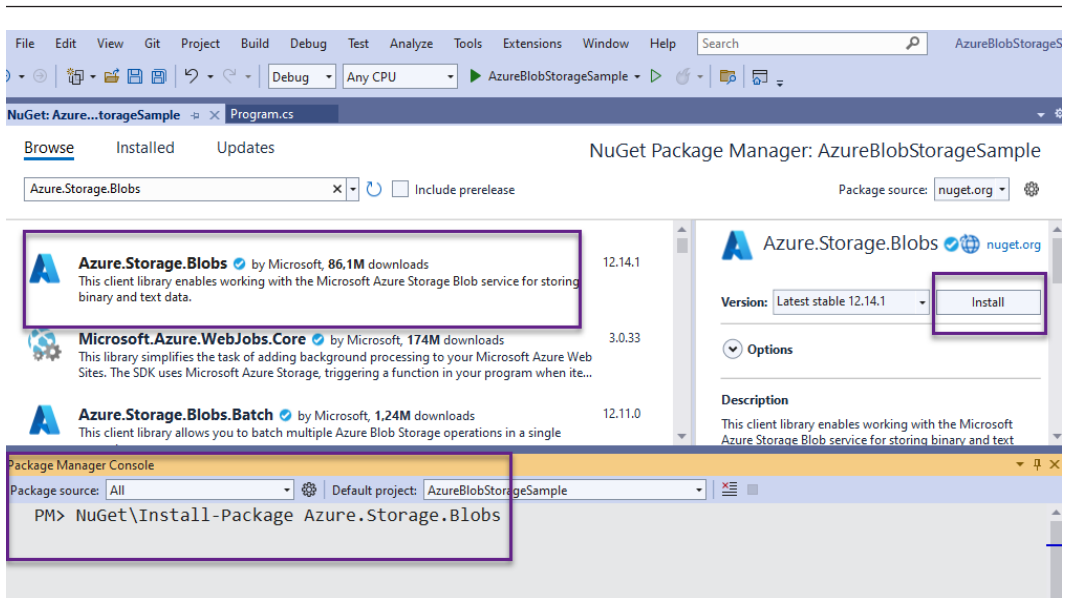 File Edit View Git Project Build Debug Test Analyze Tools Extensions Window Help Search AzureBlobStorageS
Debug Any CPU AzureBlobStorageSample
NuGet: Azure...torageSample Program.cs
Browse Installed Updates NuGet Package Manager: AzureBlobStorageSample
Azure.Storage.Blobs Include prerelease Package source: nuget.org
Azure.Storage.Blobs by Microsoft, 86,1M downloads 12.14.1
This client library enables working with the Microsoft Azure Storage Blob service for storing
binary and text data.
Microsoft.Azure.WebJobs.Core by Microsoft, 174M downloads 3.0.33
This library simplifies the task of adding background processing to your Microsoft Azure Web
Sites. The SDK uses Microsoft Azure Storage, triggering a function in your program when ite...
Azure.Storage.Blobs.Batch by Microsoft, 1,24M downloads 12.11.0
This client library allows you to batch multiple Azure Blob Storage operations in a single
Azure.Storage.Blobs nuget.org
Version: Latest stable 12.14.1 Install
Options
Description
This client library enables working with the Microsoft
Azure Storage Blob service for storing binary and text
Package Manager Console
Package source: All Default project: AzureBlobStorageSample
PM> NuGet\Install-Package Azure.Storage.Blobs